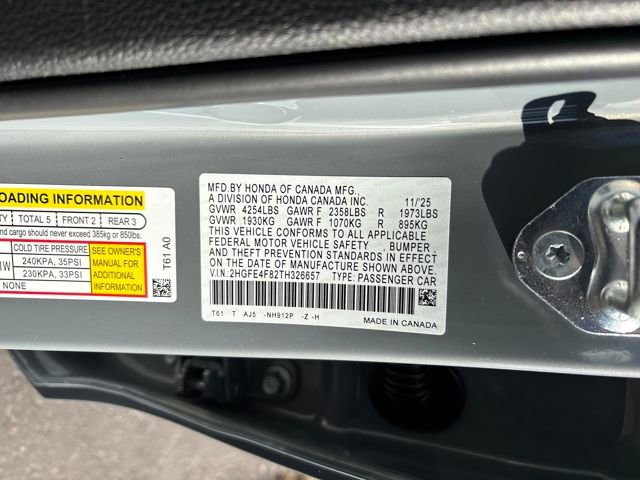 OADING INFORMATION
TY TOTAL 5 FRONT 2 REAR 3
nd cargo should never exceed 385kg or 850lbs.
COLD TIRE PRESSURE
240KPA, 35PSI
230KPA, 33PSI
NONE
SEE OWNER'S
MANUAL FOR
ADDITIONAL
INFORMATION
T61 A0
MFD.BY HONDA OF CANADA MFG.,
A DIVISION OF HONDA CANADA INC. 11/'25
GVWR 4254LBS GAWR F 2358LBS R 1973LBS
GVWR 1930KG GAWR F 1070KG R 895KG
THIS VEHICLE CONFORMS TO ALL APPLICABLE
FEDERAL MOTOR VEHICLE SAFETY, BUMPER,
AND THEFT PREVENTION STANDARDS IN EFFECT
ON THE DATE OF MANUFACTURE SHOWN ABOVE.
V.I.N:2HGFE4F82TH326657 TYPE:PASSENGER CAR
T61 T AJ5 -NH912P -Z -H
MADE IN CANADA